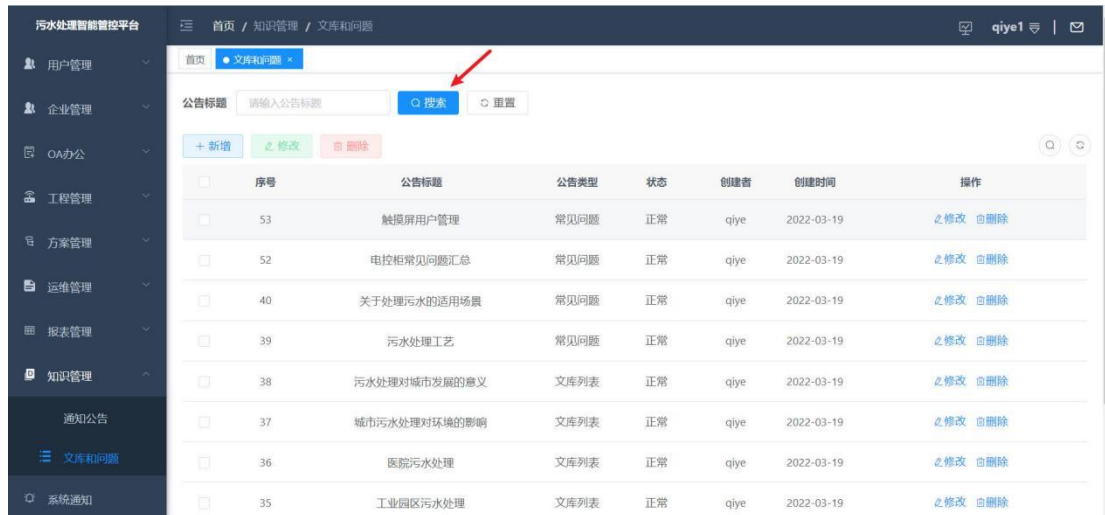 污水处理智能管控平台
首页 / 知识管理 / 文库和问题
qiye1
用户管理
企业管理
OA办公
工程管理
方案管理
运维管理
报表管理
知识管理
通知公告
文库和问题
系统通知
首页 文库和问题 ×
公告标题 请输入公告标题 搜索 重置
+ 新增 修改 删除
序号 公告标题 公告类型 状态 创建者 创建时间 操作
53 触摸屏用户管理 常见问题 正常 qiye 2022-03-19 修改 删除
52 电控柜常见问题汇总 常见问题 正常 qiye 2022-03-19 修改 删除
40 关于处理污水的适用场景 常见问题 正常 qiye 2022-03-19 修改 删除
39 污水处理工艺 常见问题 正常 qiye 2022-03-19 修改 删除
38 污水处理对城市发展的意义 文库列表 正常 qiye 2022-03-19 修改 删除
37 城市污水处理对环境的影响 文库列表 正常 qiye 2022-03-19 修改 删除
36 医院污水处理 文库列表 正常 qiye 2022-03-19 修改 删除
35 工业园区污水处理 文库列表 正常 qiye 2022-03-19 修改 删除